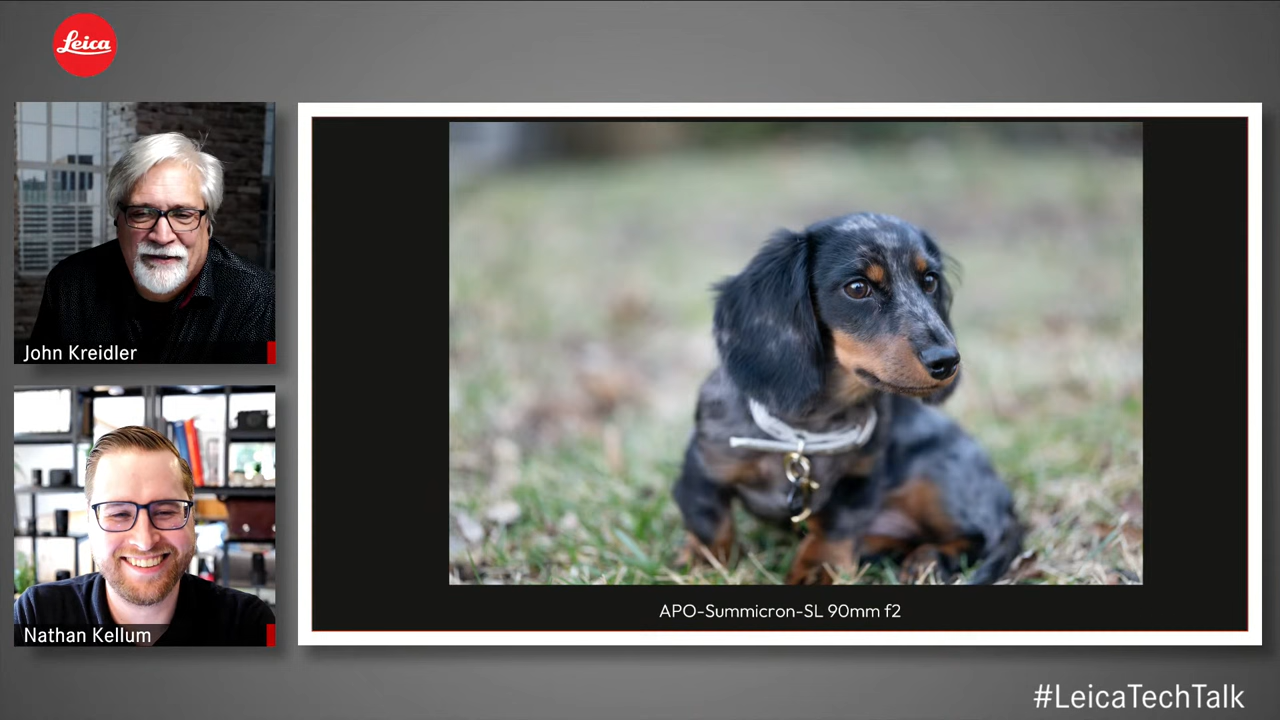 Leica
John Kreidler
Nathan Kellum
APO-Summicron-SL 90mm f2
#LeicaTechTalk